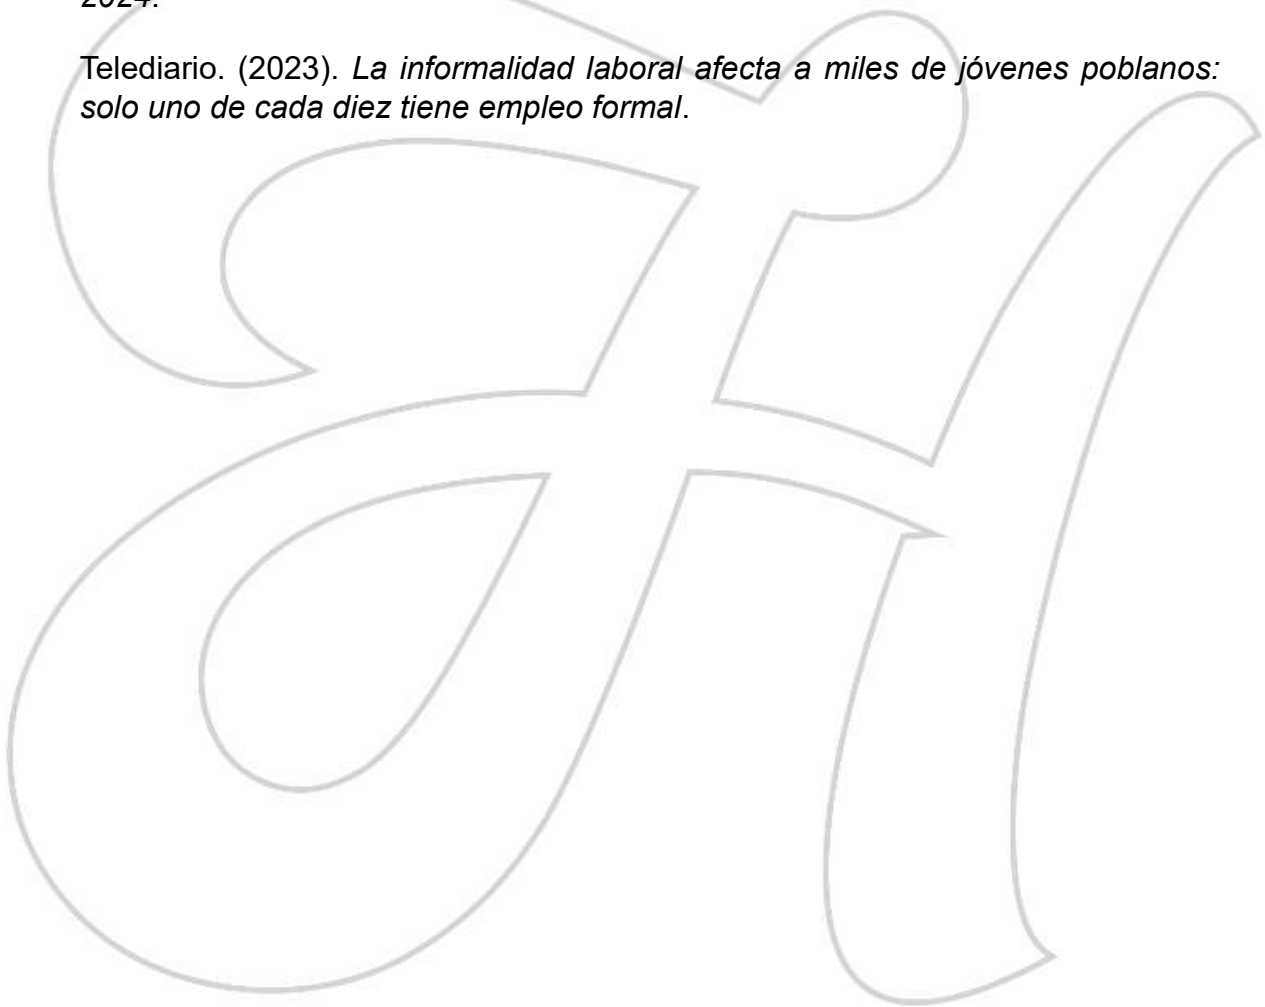 2024.
Telediario. (2023). La informalidad laboral afecta a miles de jóvenes poblanos:
solo uno de cada diez tiene empleo formal.